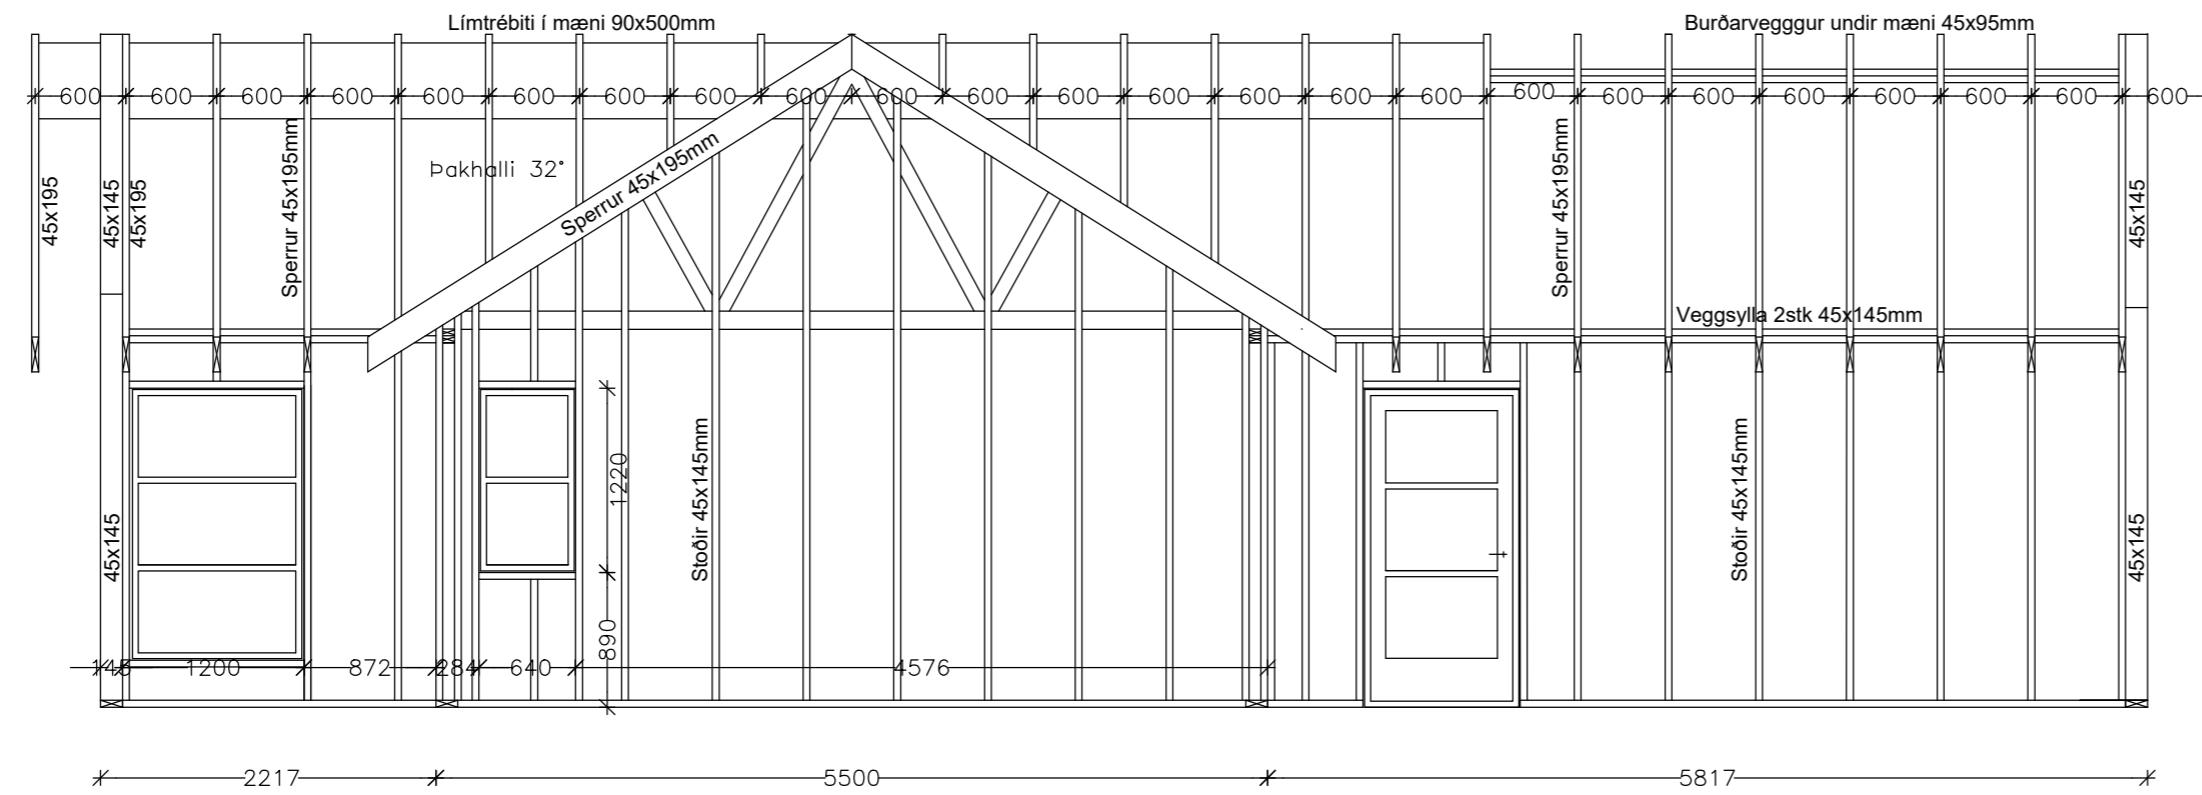 Límtrébiti í mæni 90x500mm
Burðarvegggur undir mæni 45x95mm
600 600 600 600 600 600 600 600 600 600 600 600 600 600 600 600 600 600 600 600 600 600 600 600
Þakhalli 32°
45x195
45x145
45x195
Sperrur 45x195mm
Sperrur 45x195mm
Sperrur 45x195mm
45x145
Veggsylla 2stk 45x145mm
45x145
Stoðir 45x145mm
Stoðir 45x145mm
45x145
1220
890
145 1200 872 284 640 4576
2217 5500 5817